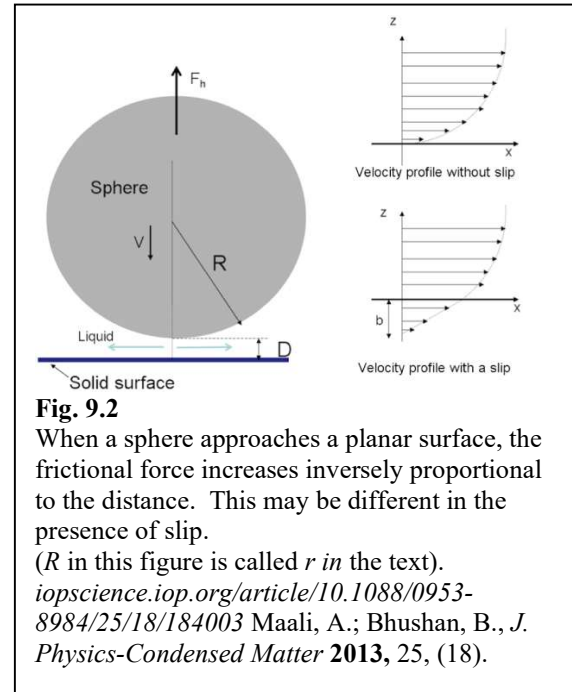 F_h
Sphere
V
R
Liquid
D
Solid surface
z
x
Velocity profile without slip
z
b
x
Velocity profile with a slip
Fig. 9.2
When a sphere approaches a planar surface, the
frictional force increases inversely proportional
to the distance. This may be different in the
presence of slip.
(R in this figure is called r in the text).
iopscience.iop.org/article/10.1088/0953-
8984/25/18/184003 Maali, A.; Bhushan, B., J.
Physics-Condensed Matter 2013, 25, (18).